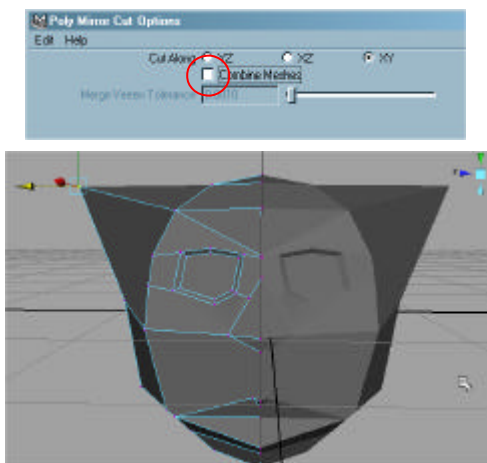 Poly Mirror Cut Options
Edit Help
Cut Along YZ XZ XY
Combine Meshes
Merge Vertex Tolerance